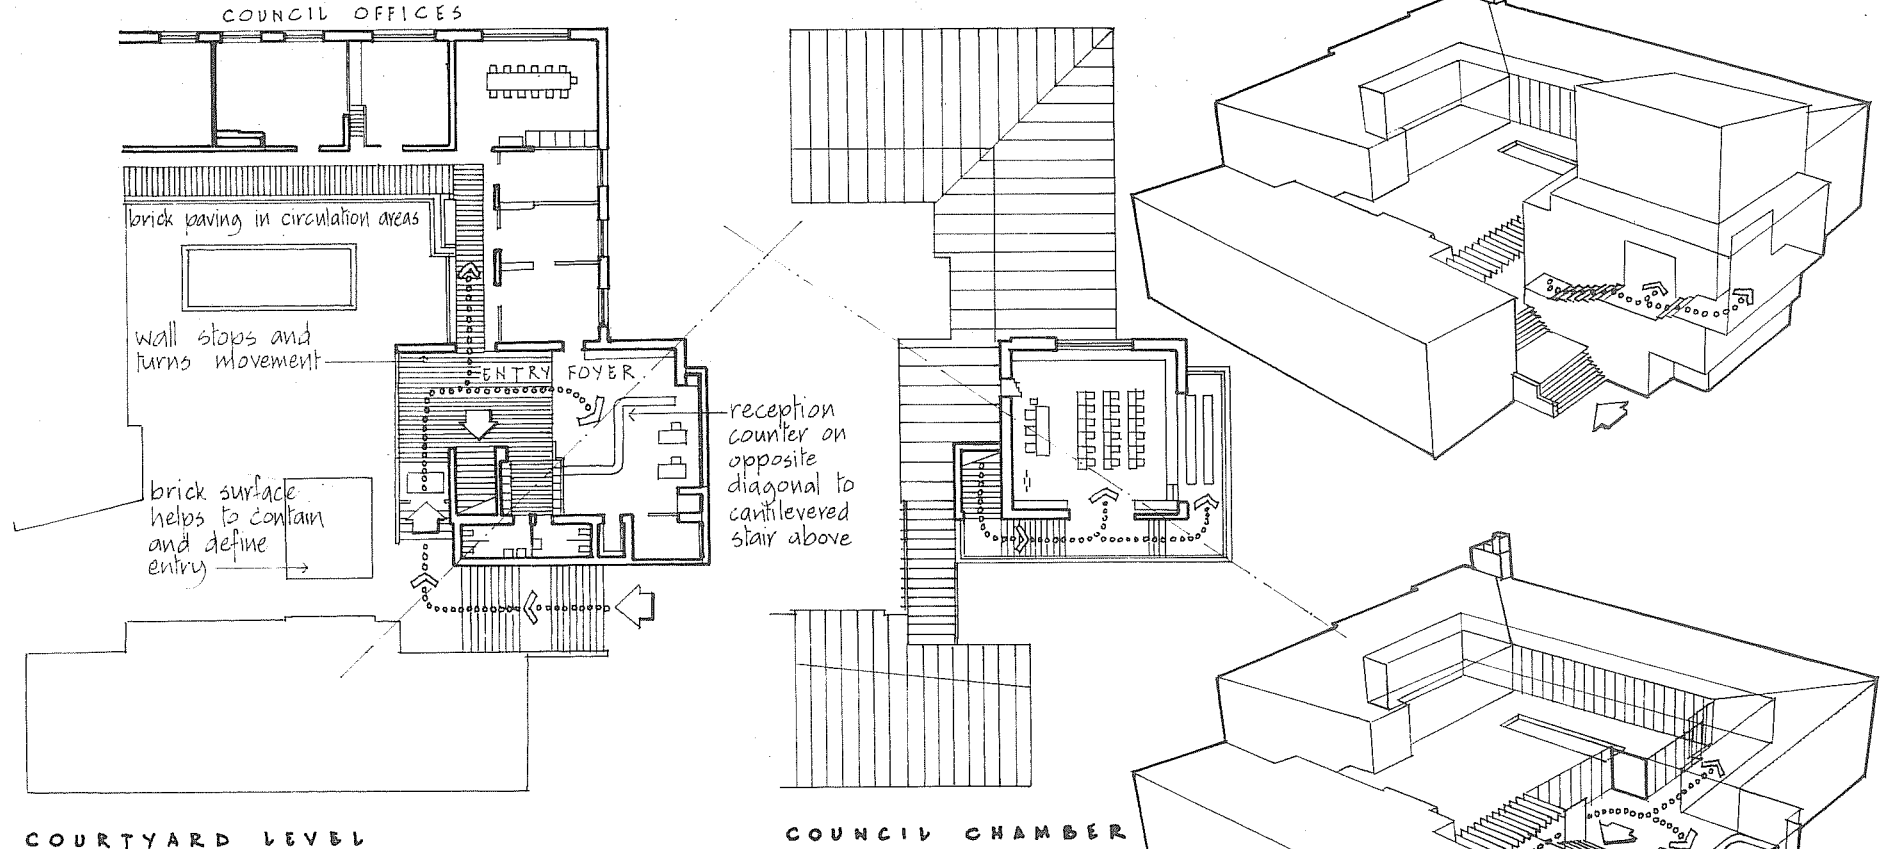 COUNCIL OFFICES
brick paving in circulation areas
wall stops and
turns movement
ENTRY FOYER
reception
counter on
opposite
diagonal to
cantilevered
stair above
brick surface
helps to contain
and define
entry
COURTYARD LEVEL
COUNCIL CHAMBER